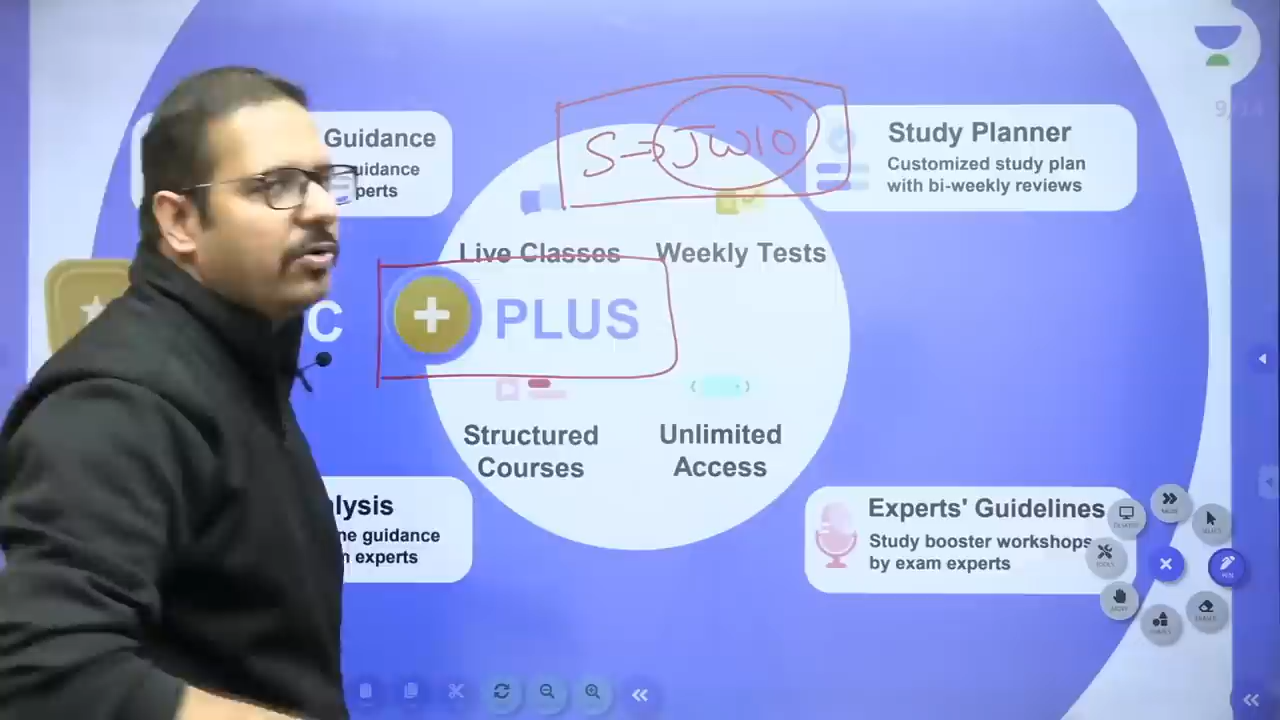 S→JW10
Guidance
uidance
perts
Study Planner
Customized study plan
with bi-weekly reviews
Live Classes
Weekly Tests
C
+ PLUS
Structured
Courses
Unlimited
Access
lysis
ne guidance
experts
Experts' Guidelines
Study booster workshops
by exam experts